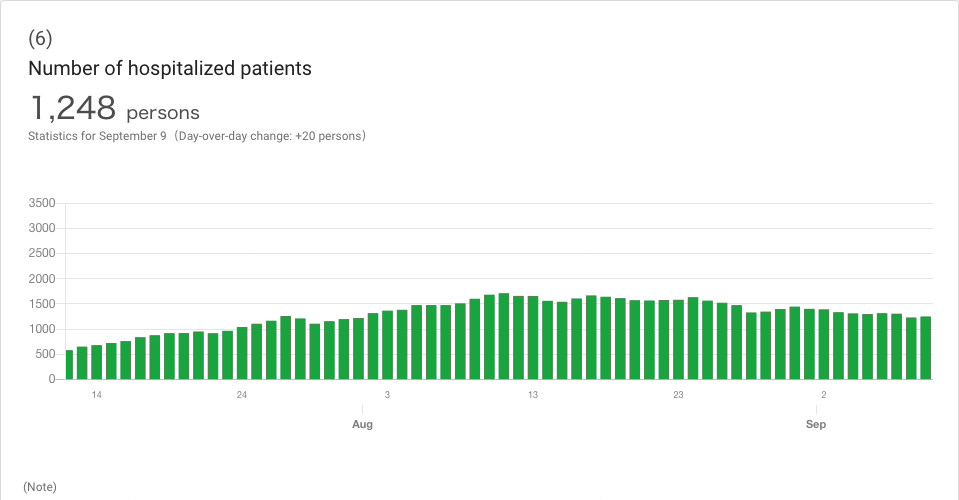 (6)
Number of hospitalized patients
1,248 persons
Statistics for September 9（Day-over-day change: +20 persons）
3500
3000
2500
2000
1500
1000
500
0
14 24 3 13 23 2
Aug Sep
(Note)